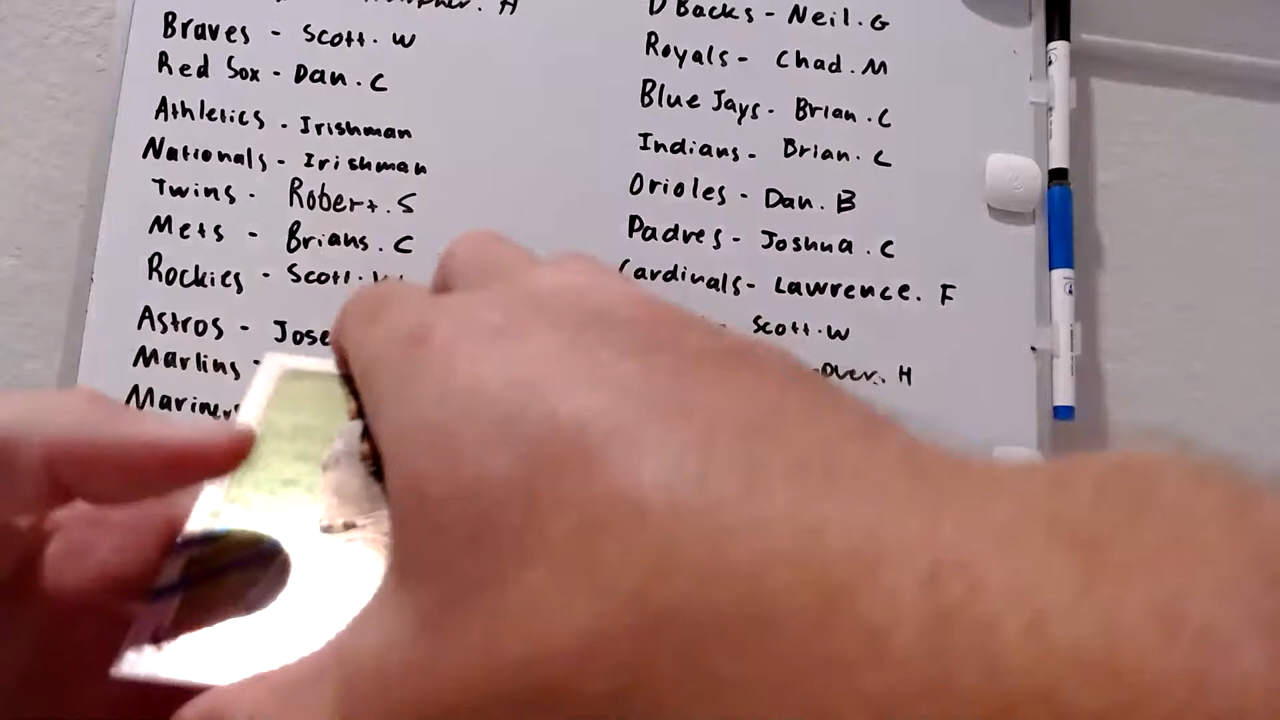 H
Braves - Scott. W
Red Sox - Dan. C
Athletics - Irishman
Nationals - Irishman
Twins - Robert. S
Mets - Brians. C
Rockies - Scott.
Astros - Jose
Marlins -
DBacks - Neil. G
Royals - Chad. M
Blue Jays - Brian. C
Indians - Brian. C
Orioles - Dan. B
Padres - Joshua. C
Cardinals - Lawrence. F
Scott. W
H